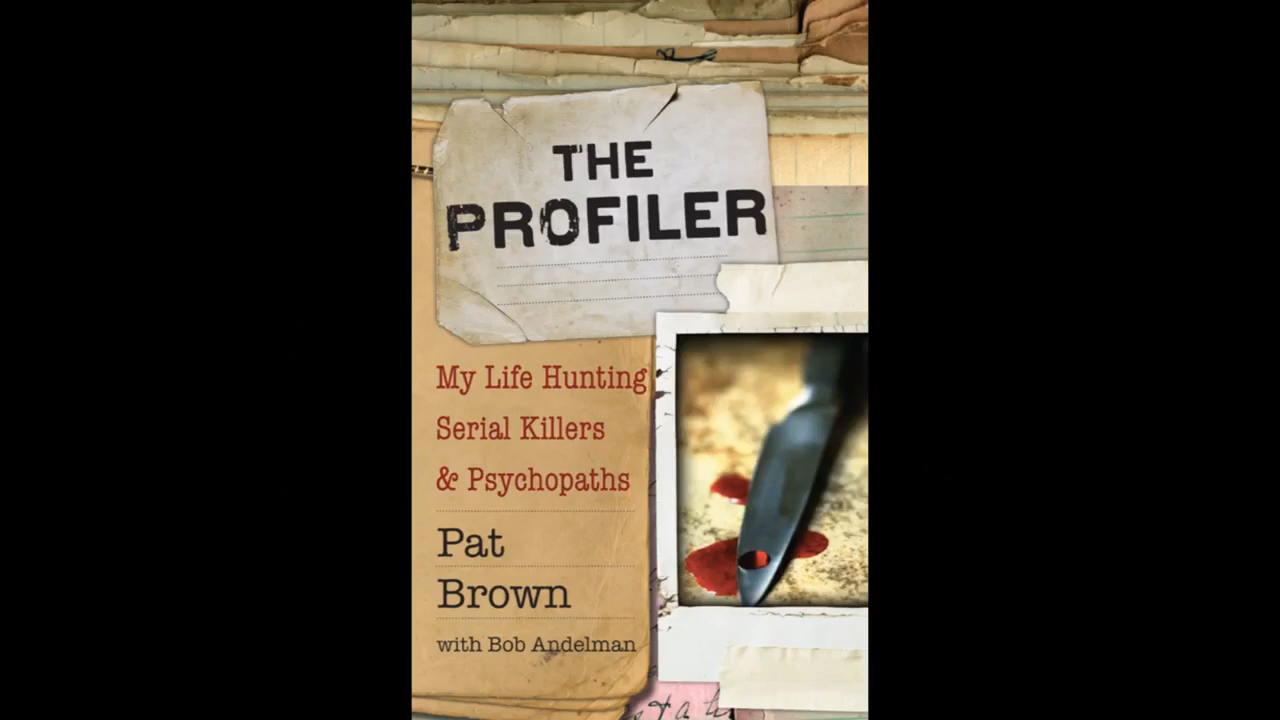 THE
PROFILER
My Life Hunting
Serial Killers
& Psychopaths
Pat
Brown
with Bob Andelman